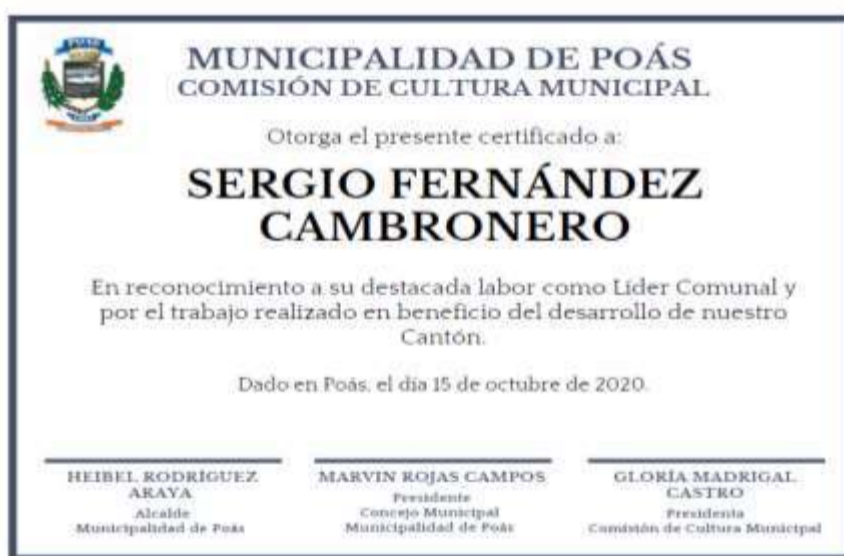 POÁS
MUNICIPALIDAD DE POÁS
COMISIÓN DE CULTURA MUNICIPAL
Otorga el presente certificado a:
SERGIO FERNÁNDEZ
CAMBRONERO
En reconocimiento a su destacada labor como Líder Comunal y
por el trabajo realizado en beneficio del desarrollo de nuestro
Cantón.
Dado en Poás, el día 15 de octubre de 2020.
HEIBEL RODRÍGUEZ
ARAYA
Alcalde
Municipalidad de Poás
MARVIN ROJAS CAMPOS
Presidente
Concejo Municipal
Municipalidad de Poás
GLORÍA MADRIGAL
CASTRO
Presidenta
Comisión de Cultura Municipal